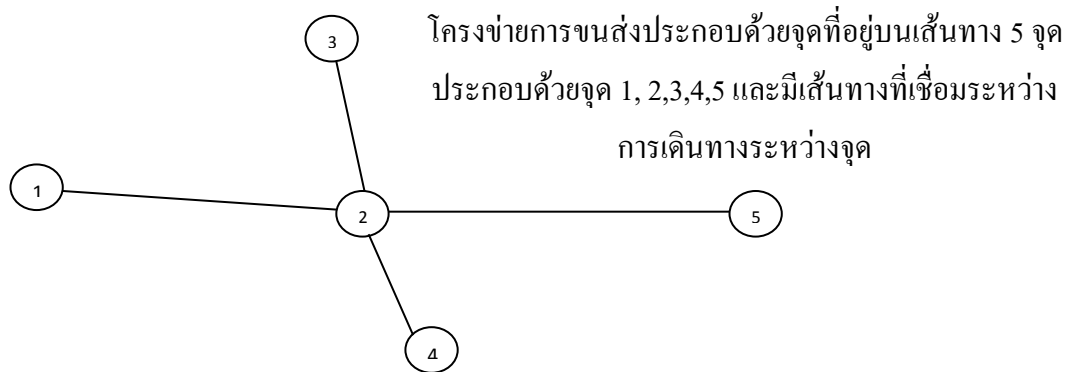 โครงข่ายการขนส่งประกอบด้วยจุดที่อยู่บนเส้นทาง 5 จุด
ประกอบด้วยจุด 1, 2,3,4,5 และมีเส้นทางที่เชื่อมระหว่าง
การเดินทางระหว่างจุด
3
1
2
5
4